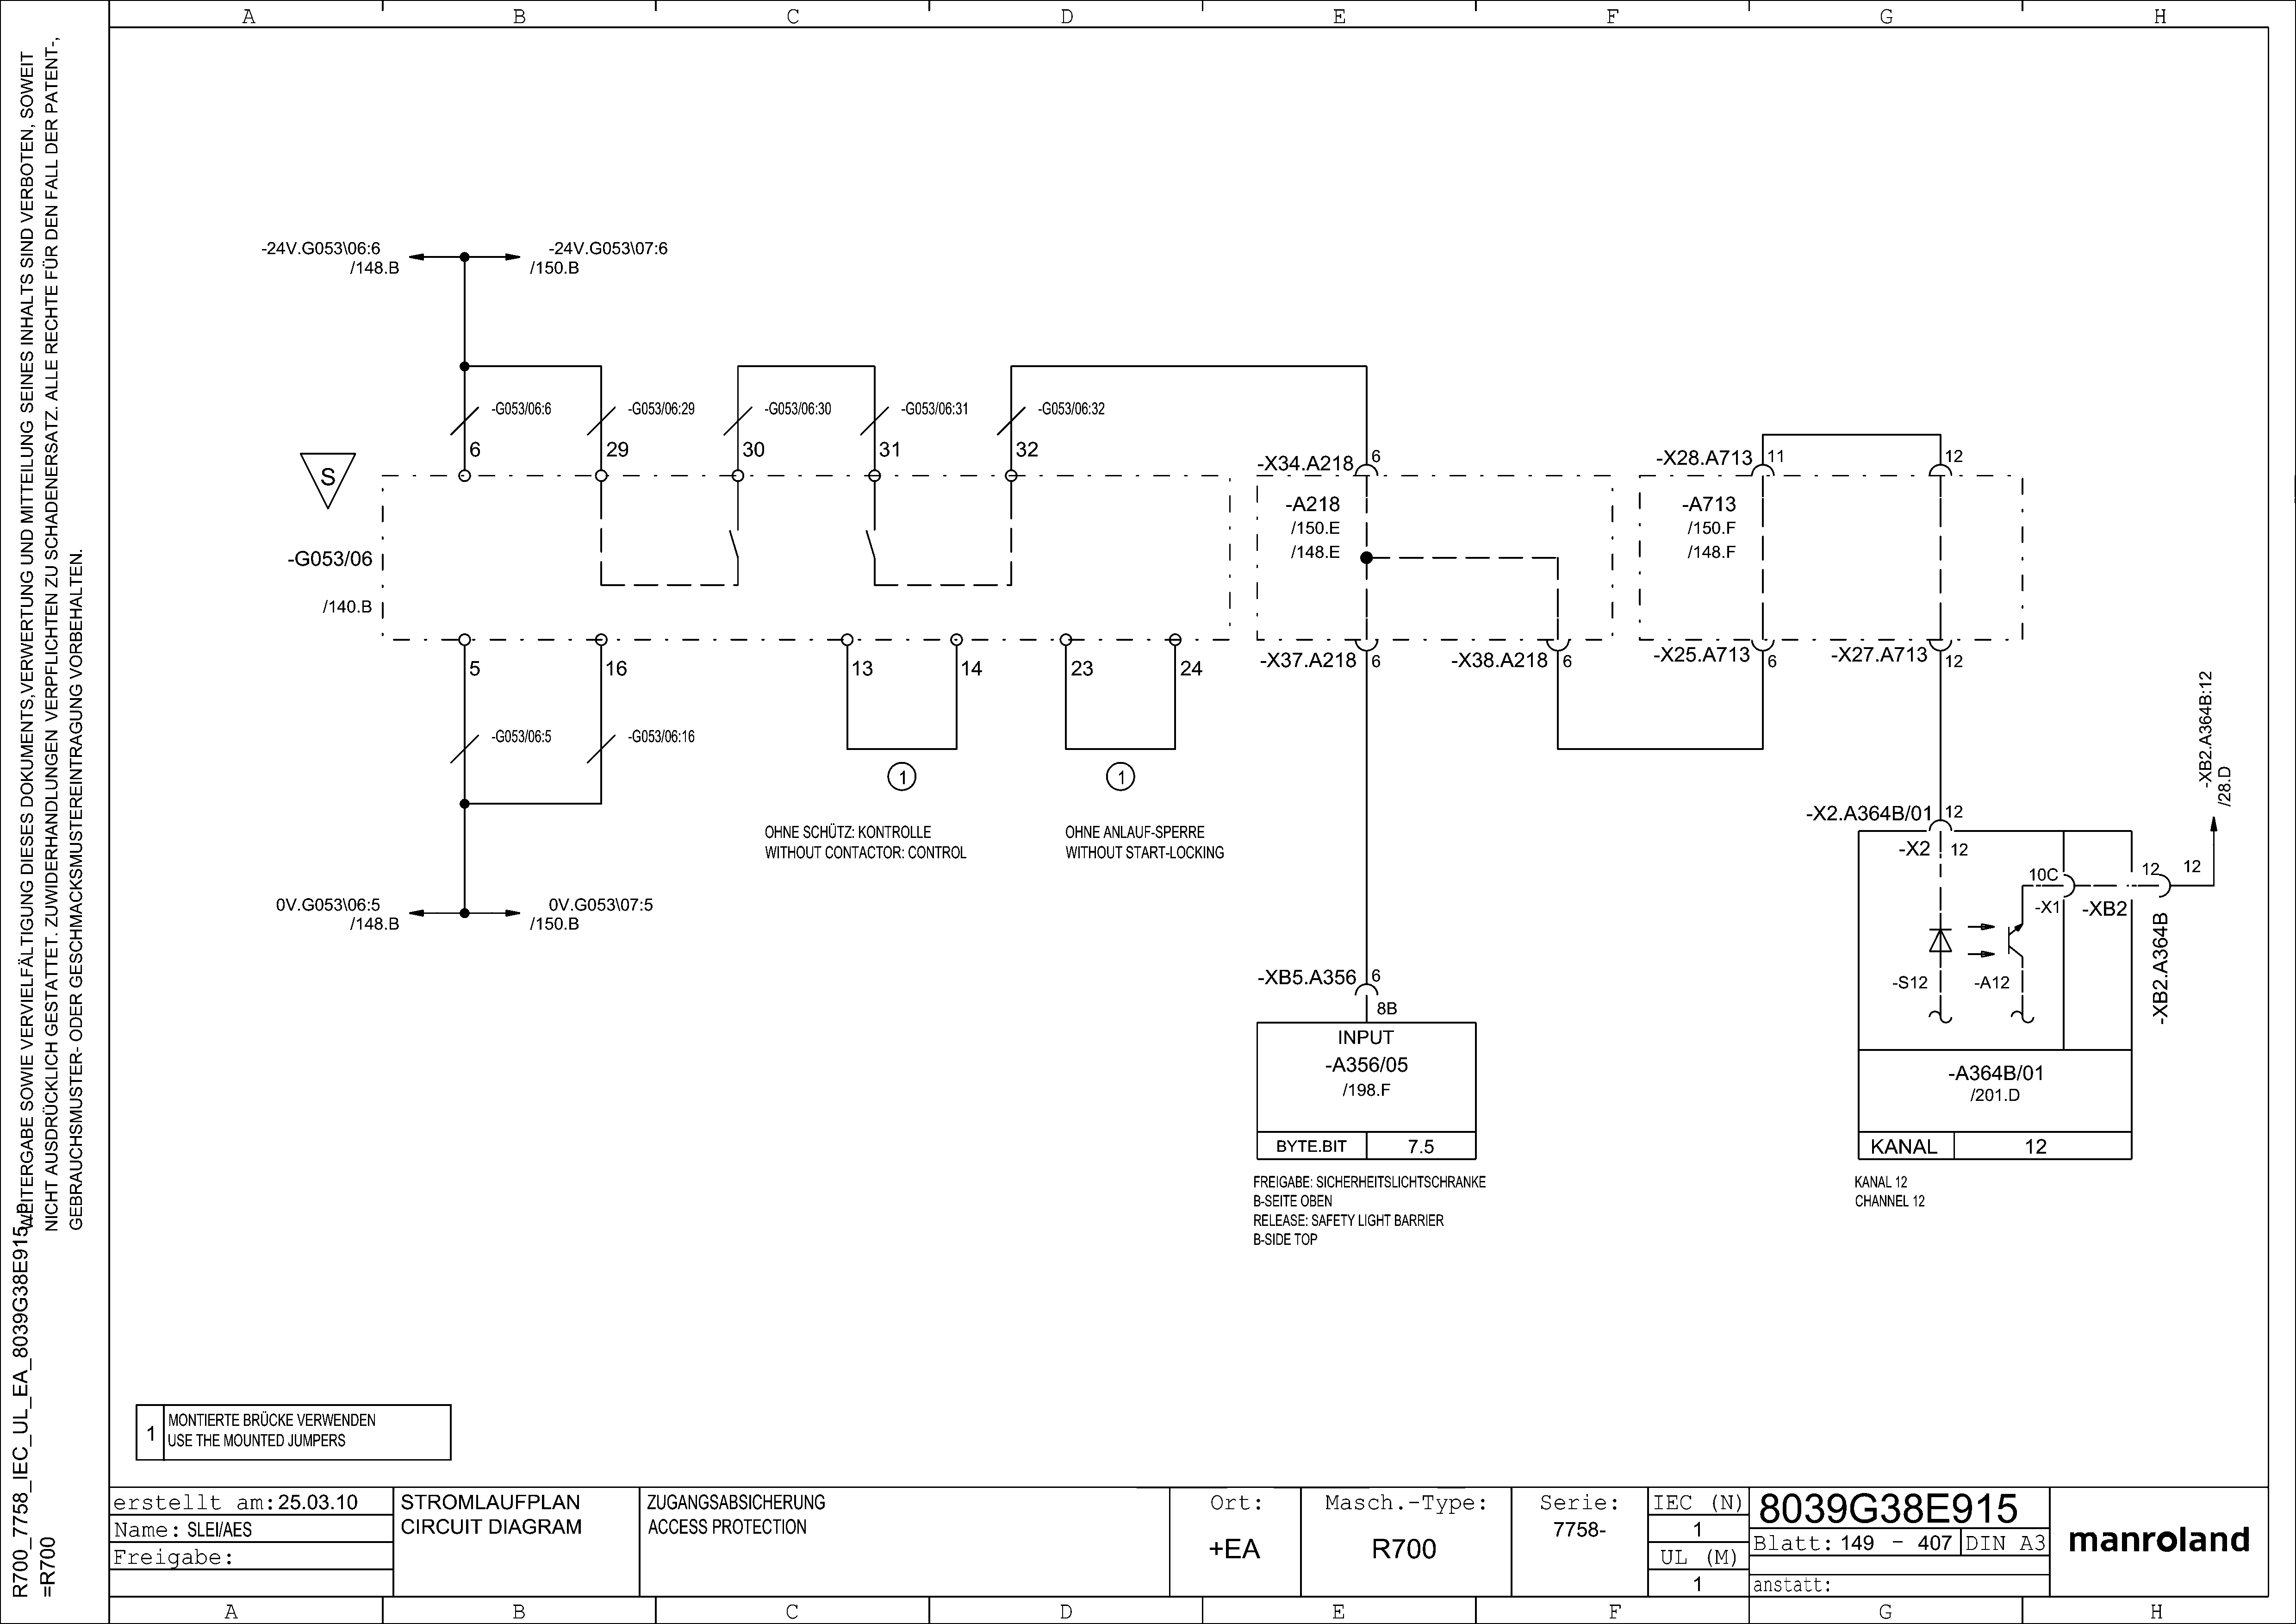 A B C D E F G H
WEITERGABE SOWIE VERVIELFÄLTIGUNG DIESES DOKUMENTS,VERWERTUNG UND MITTEILUNG SEINES INHALTS SIND VERBOTEN, SOWEIT
NICHT AUSDRÜCKLICH GESTATTET. ZUWIDERHANDLUNGEN VERPFLICHTEN ZU SCHADENERSATZ. ALLE RECHTE FÜR DEN FALL DER PATENT-,
GEBRAUCHSMUSTER- ODER GESCHMACKSMUSTEREINTRAGUNG VORBEHALTEN.
R700_7758_IEC_UL_EA_8039G38E915_
=R700
-24V.G053\06:6
/148.B
-24V.G053\07:6
/150.B
-G053/06:6
-G053/06:29
-G053/06:30
-G053/06:31
-G053/06:32
6
29
30
31
32
S
-G053/06
/140.B
-X34.A218
6
-A218
/150.E
/148.E
-X28.A713
11
12
-A713
/150.F
/148.F
5
16
13
14
23
24
-X37.A218
6
-X38.A218
6
-X25.A713
6
-X27.A713
12
-G053/06:5
-G053/06:16
1
1
OHNE SCHÜTZ: KONTROLLE
WITHOUT CONTACTOR: CONTROL
OHNE ANLAUF-SPERRE
WITHOUT START-LOCKING
0V.G053\06:5
/148.B
0V.G053\07:5
/150.B
-XB2.A364B:12
/28.D
-X2.A364B/01
12
-X2
12
10C
-X1
-XB2
12
12
-XB2.A364B
-S12
-A12
-A364B/01
/201.D
KANAL 12
KANAL 12
CHANNEL 12
-XB5.A356
6
8B
INPUT
-A356/05
/198.F
BYTE.BIT 7.5
FREIGABE: SICHERHEITSLICHTSCHRANKE
B-SEITE OBEN
RELEASE: SAFETY LIGHT BARRIER
B-SIDE TOP
1
MONTIERTE BRÜCKE VERWENDEN
USE THE MOUNTED JUMPERS
erstellt am: 25.03.10
Name: SLEI/AES
Freigabe:
STROMLAUFPLAN
CIRCUIT DIAGRAM
ZUGANGSABSICHERUNG
ACCESS PROTECTION
Ort:
+EA
Masch.-Type:
R700
Serie:
7758-
IEC (N)
1
UL (M)
1
8039G38E915
Blatt: 149 - 407 DIN A3
anstatt:
manroland
A B C D E F G H